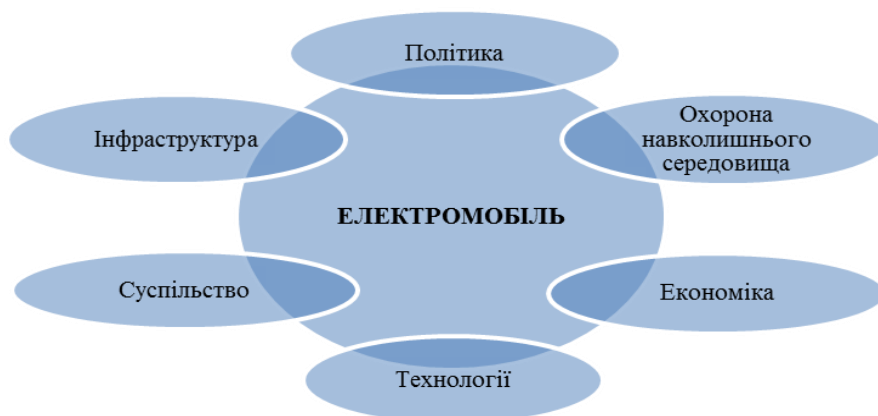 Політика
Інфраструктура
Охорона
навколишнього
середовища
ЕЛЕКТРОМОБІЛЬ
Суспільство
Економіка
Технології